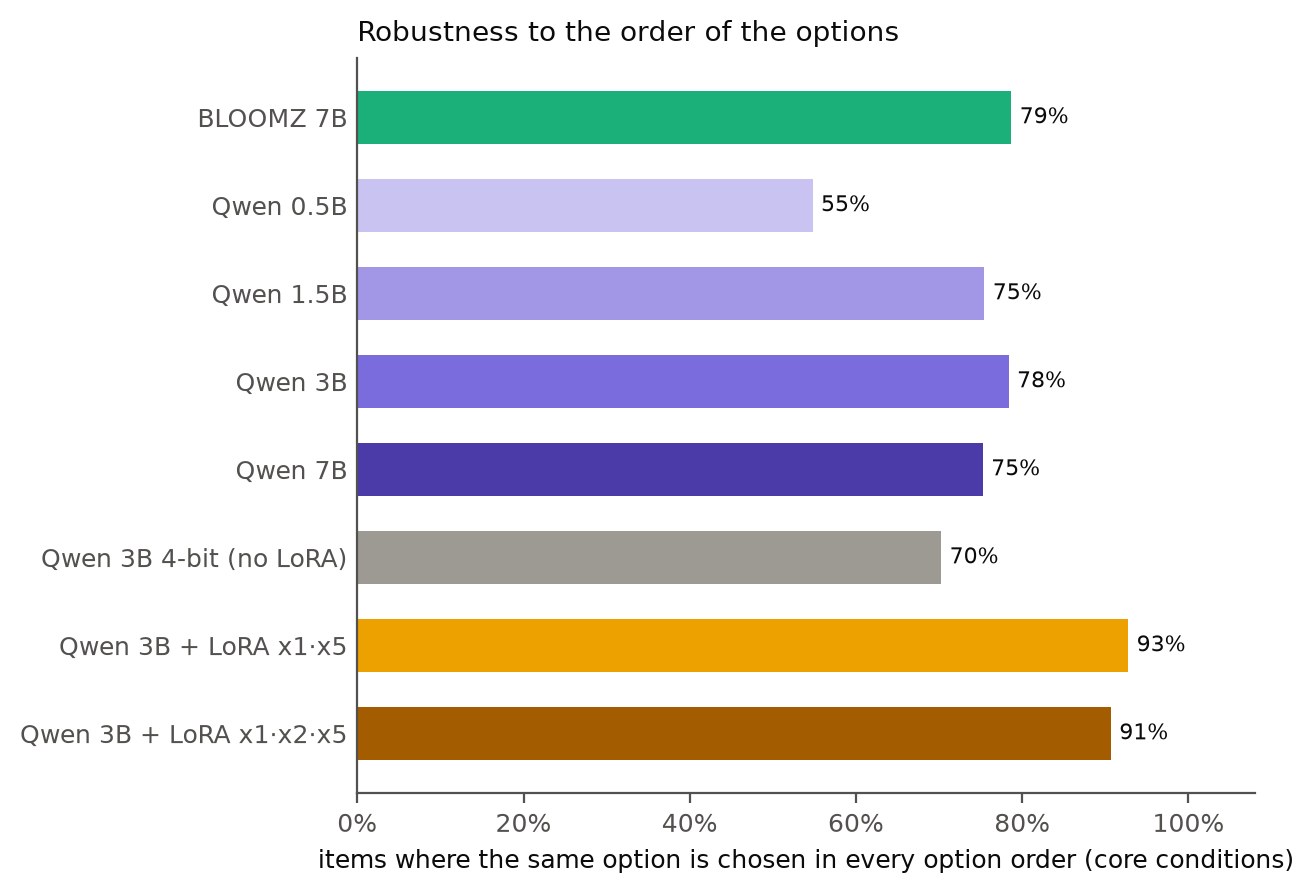 Robustness to the order of the options
BLOOMZ 7B 79%
Qwen 0.5B 55%
Qwen 1.5B 75%
Qwen 3B 78%
Qwen 7B 75%
Qwen 3B 4-bit (no LoRA) 70%
Qwen 3B + LoRA x1·x5 93%
Qwen 3B + LoRA x1·x2·x5 91%
0% 20% 40% 60% 80% 100%
items where the same option is chosen in every option order (core conditions)